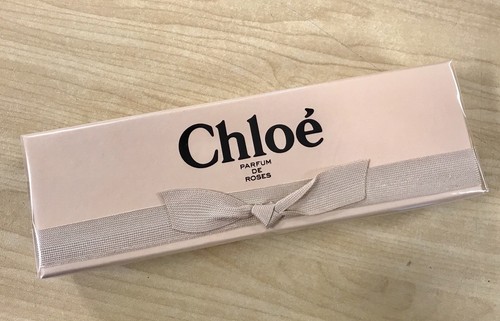 Chloé
PARFUM
DE
ROSES